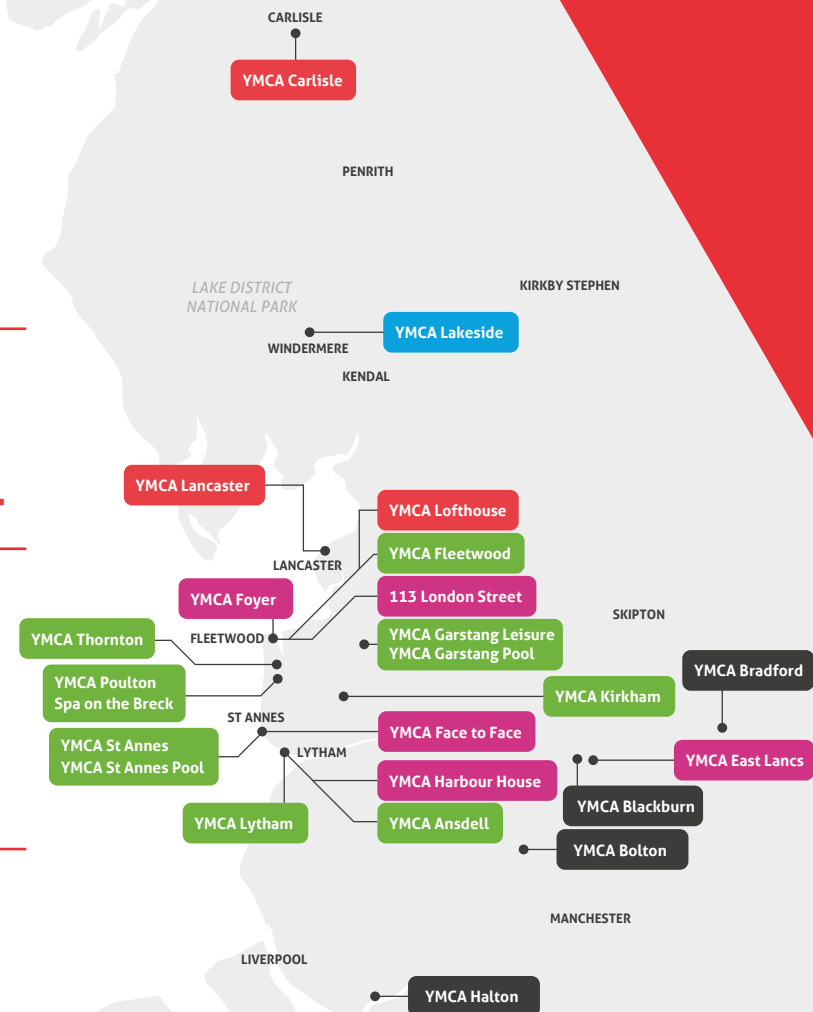 CARLISLE
YMCA Carlisle
PENRITH
LAKE DISTRICT
NATIONAL PARK
KIRKBY STEPHEN
YMCA Lakeside
WINDERMERE
KENDAL
YMCA Lancaster
YMCA Lofthouse
YMCA Fleetwood
LANCASTER
YMCA Foyer
113 London Street
SKIPTON
YMCA Thornton
FLEETWOOD
YMCA Garstang Leisure
YMCA Garstang Pool
YMCA Bradford
YMCA Poulton
Spa on the Breck
YMCA Kirkham
ST ANNES
YMCA Face to Face
YMCA St Annes
YMCA St Annes Pool
LYTHAM
YMCA East Lancs
YMCA Harbour House
YMCA Blackburn
YMCA Lytham
YMCA Ansdell
YMCA Bolton
MANCHESTER
LIVERPOOL
YMCA Halton